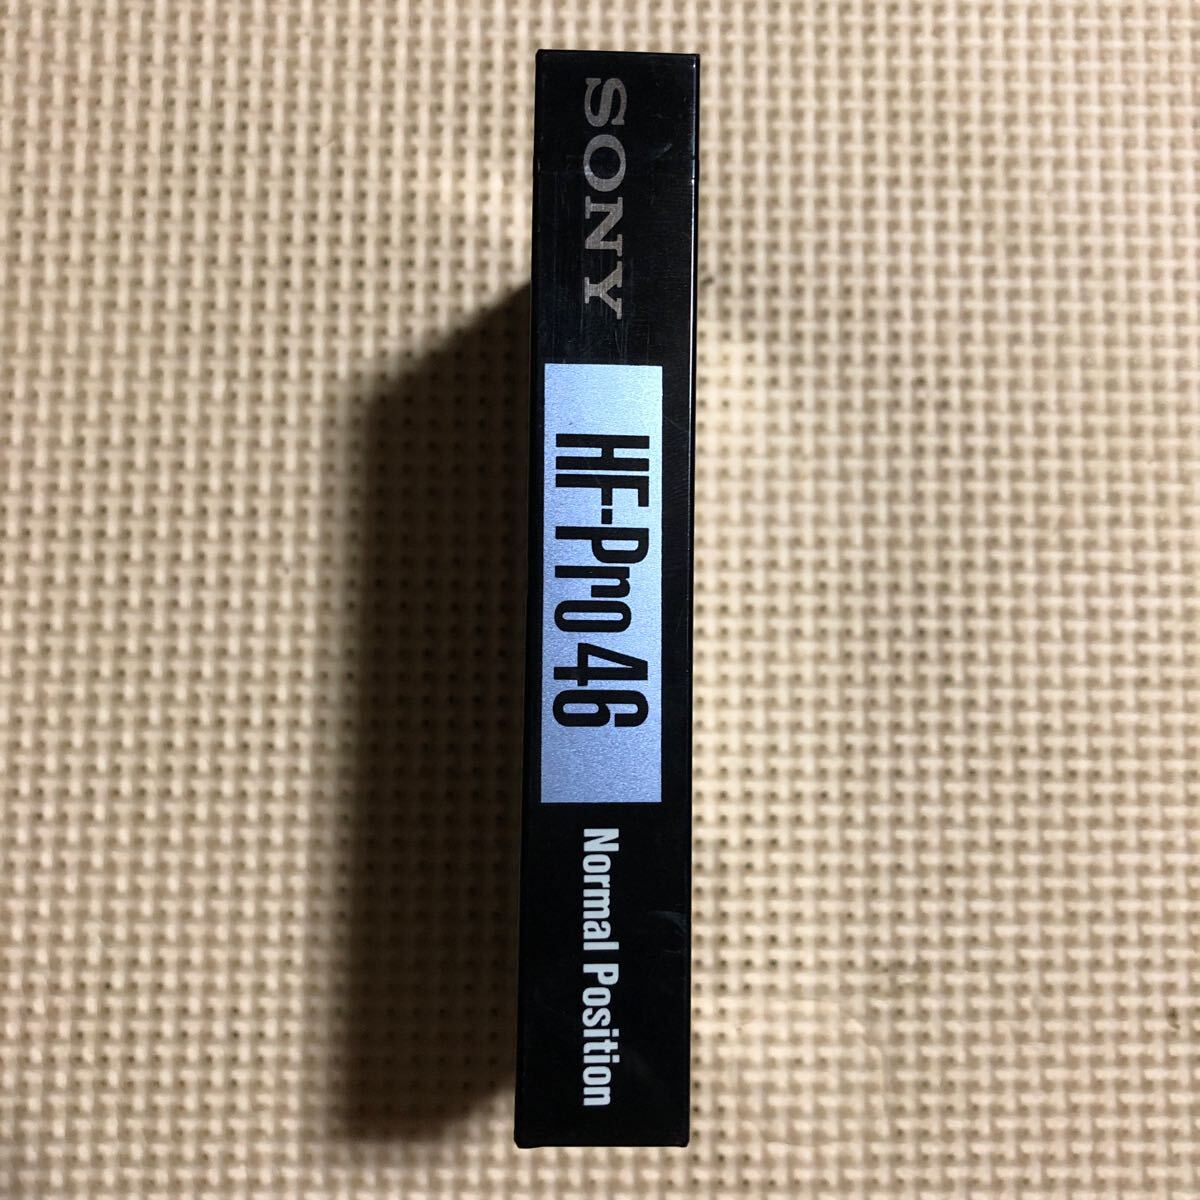 SONY
HF-Pro 46
Normal Position